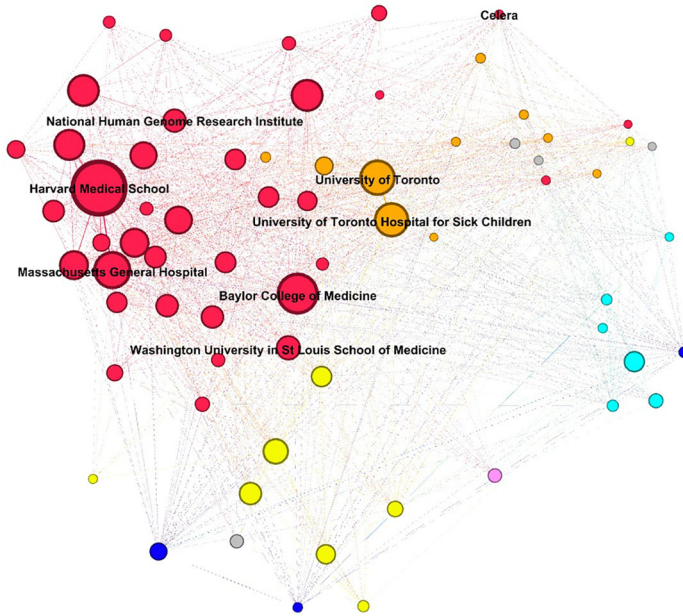 Celera
National Human Genome Research Institute
University of Toronto
Harvard Medical School
University of Toronto Hospital for Sick Children
Massachusetts General Hospital
Baylor College of Medicine
Washington University in St Louis School of Medicine